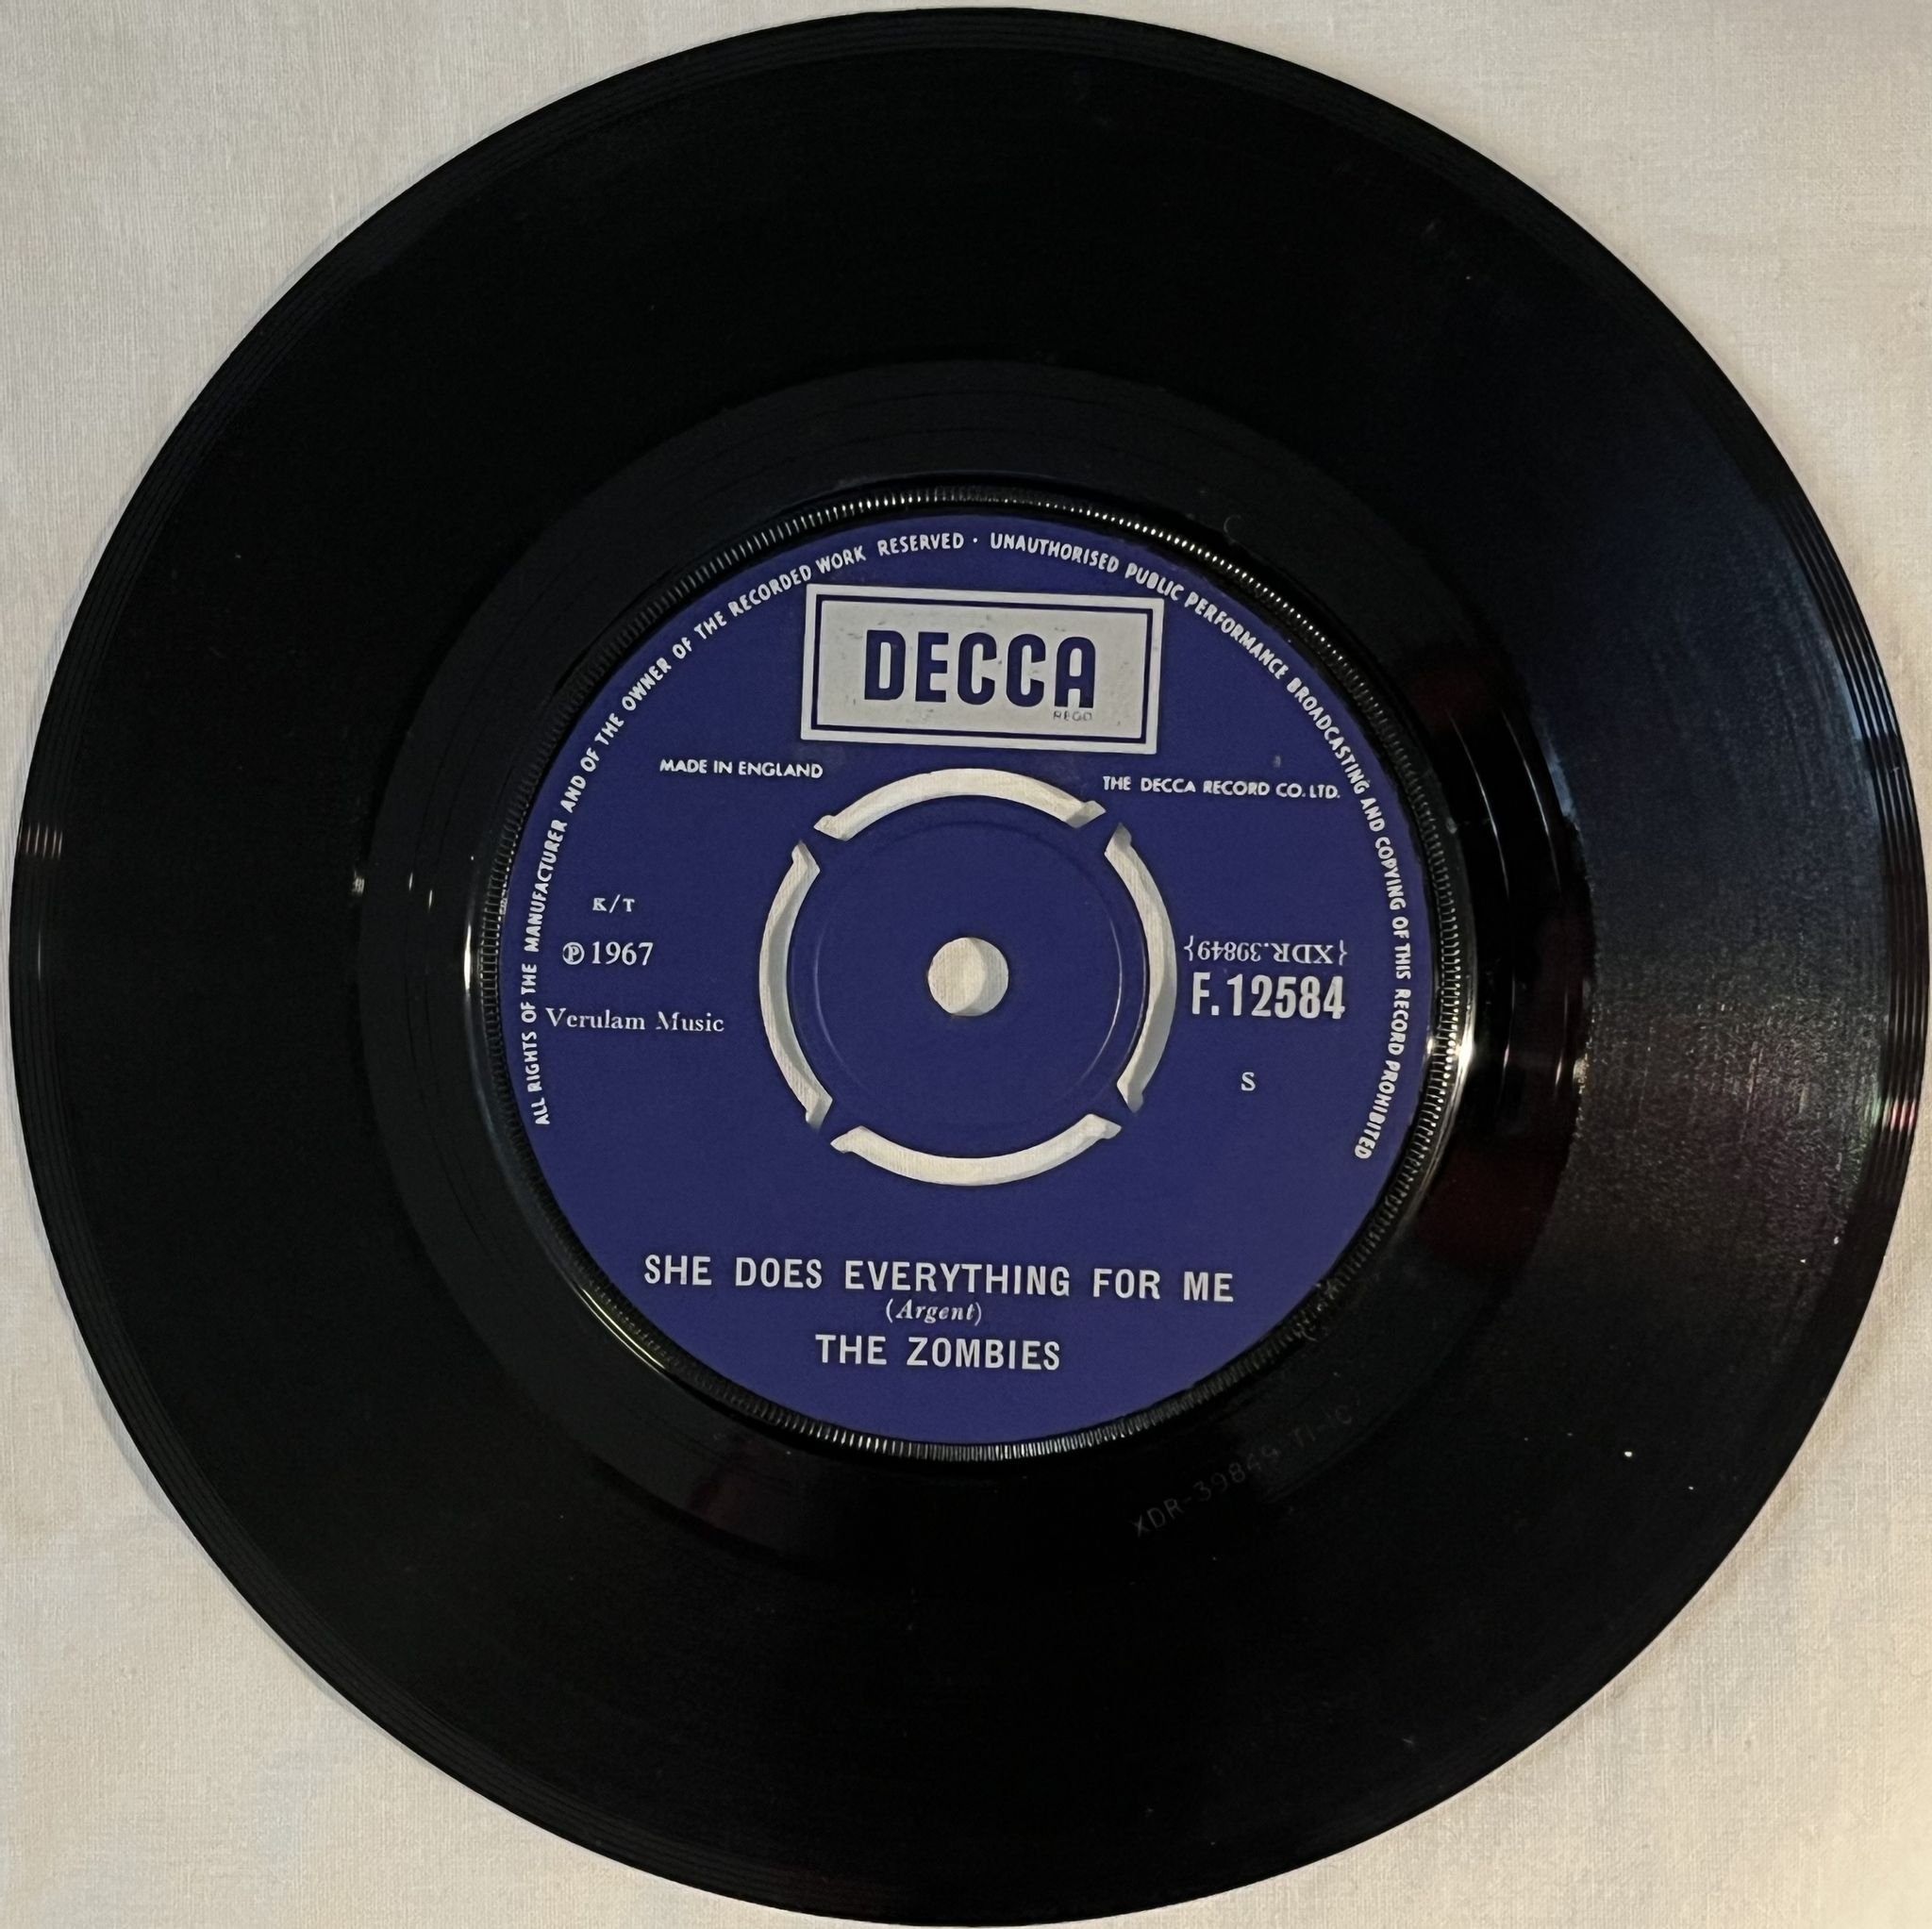 ALL RIGHTS OF THE MANUFACTURER AND OF THE OWNER OF THE RECORDED WORK RESERVED · UNAUTHORISED PUBLIC PERFORMANCE BROADCASTING AND COPYING OF THIS RECORD PROHIBITED
DECCA
REGD
MADE IN ENGLAND
THE DECCA RECORD CO. LTD.
K/T
℗ 1967
Verulam Music
{XDR.39849}
F.12584
S
SHE DOES EVERYTHING FOR ME
(Argent)
THE ZOMBIES
XDR-39849